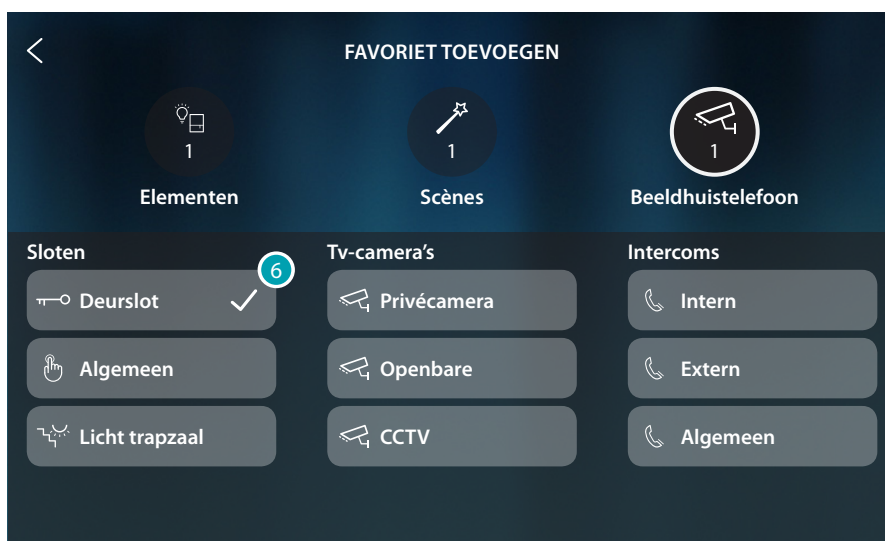 FAVORIET TOEVOEGEN
1
1
1
Elementen
Scènes
Beeldhuistelefoon
Sloten
Tv-camera's
Intercoms
6
Deurslot
Privécamera
Intern
Algemeen
Openbare
Extern
Licht trapzaal
CCTV
Algemeen